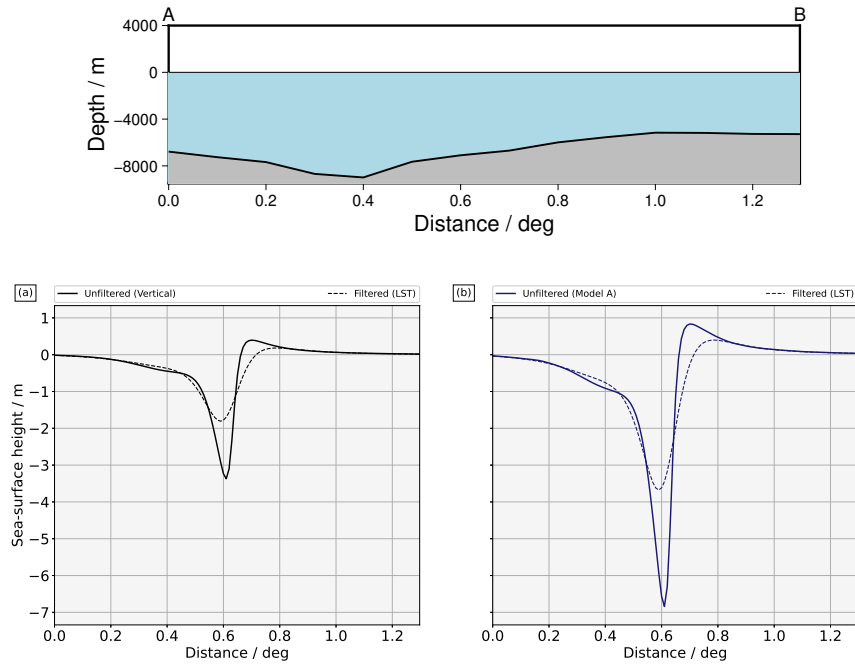 A B
4000
0
−4000
−8000
Depth / m
0.0 0.2 0.4 0.6 0.8 1.0 1.2
Distance / deg
(a)
Unfiltered (Vertical) Filtered (LST)
1
0
−1
−2
−3
−4
−5
−6
−7
Sea-surface height / m
0.0 0.2 0.4 0.6 0.8 1.0 1.2
Distance / deg
(b)
Unfiltered (Model A) Filtered (LST)
0.0 0.2 0.4 0.6 0.8 1.0 1.2
Distance / deg